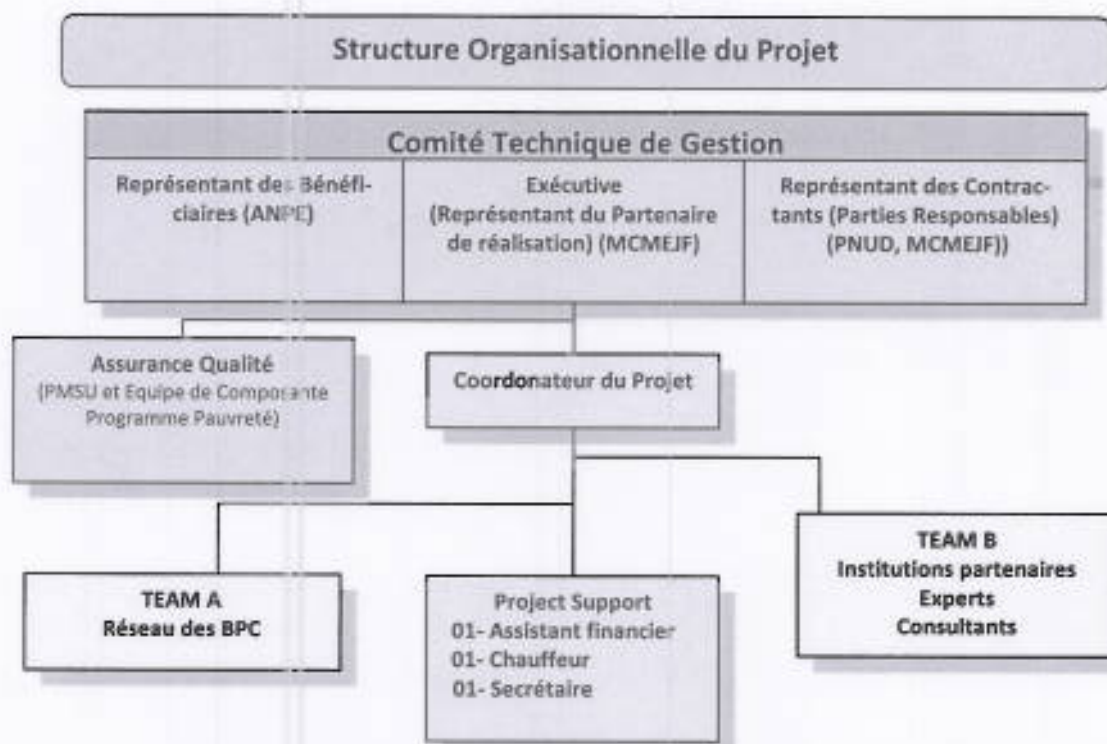 Structure Organisationnelle du Projet
Comité Technique de Gestion
Représentant des Bénéfi-
ciaires (ANPE)
Exécutive
(Représentant du Partenaire
de réalisation) (MCMEJF)
Représentant des Contrac-
tants (Parties Responsables)
(PNUD, MCMEJF))
Assurance Qualité
(PMSU et Equipe de Composante
Programme Pauvreté)
Coordonateur du Projet
TEAM A
Réseau des BPC
Project Support
01- Assistant financier
01- Chauffeur
01- Secrétaire
TEAM B
Institutions partenaires
Experts
Consultants